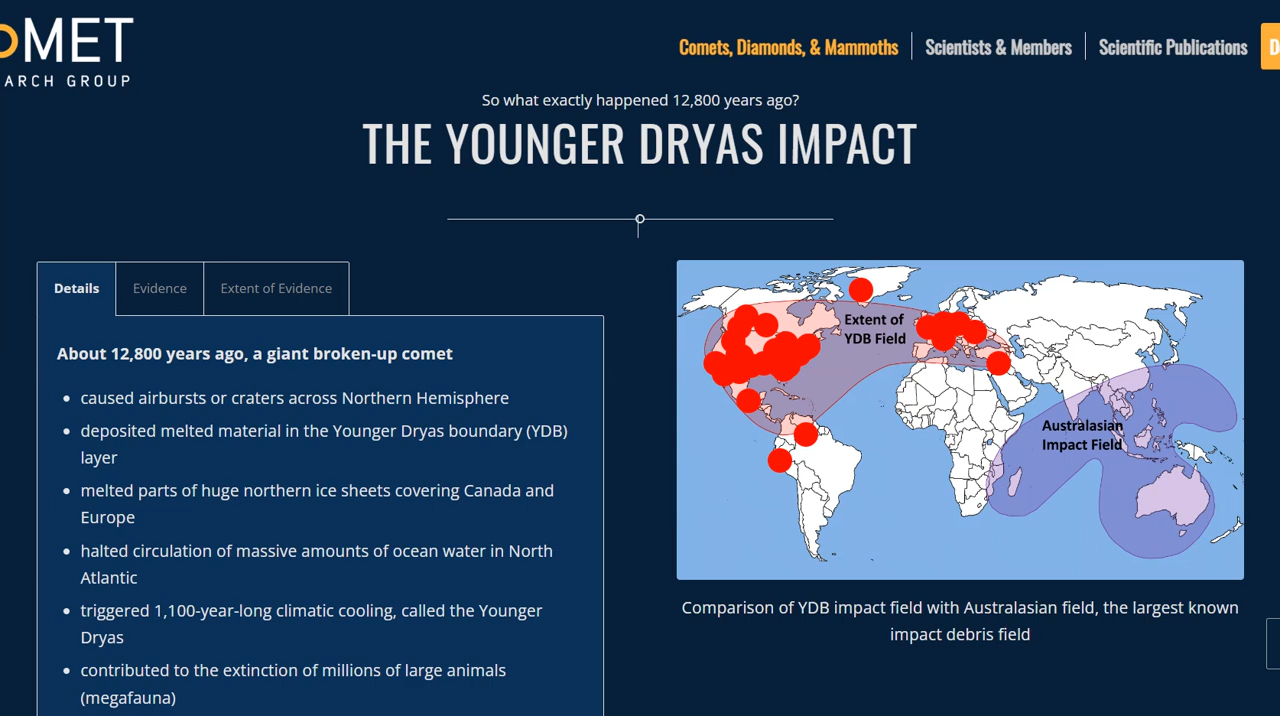 MET
ARCH GROUP
Comets, Diamonds, & Mammoths
Scientists & Members
Scientific Publications
D
So what exactly happened 12,800 years ago?
THE YOUNGER DRYAS IMPACT
Details
Evidence
Extent of Evidence
About 12,800 years ago, a giant broken-up comet
caused airbursts or craters across Northern Hemisphere
deposited melted material in the Younger Dryas boundary (YDB)
layer
melted parts of huge northern ice sheets covering Canada and
Europe
halted circulation of massive amounts of ocean water in North
Atlantic
triggered 1,100-year-long climatic cooling, called the Younger
Dryas
contributed to the extinction of millions of large animals
(megafauna)
Extent of
YDB Field
Australasian
Impact Field
Comparison of YDB impact field with Australasian field, the largest known
impact debris field